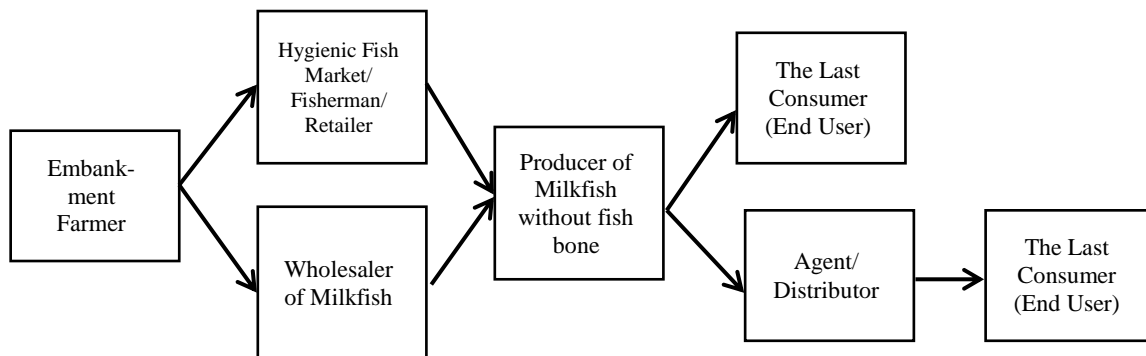 Embank-
ment
Farmer
Hygienic Fish
Market/
Fisherman/
Retailer
Wholesaler
of Milkfish
Producer of
Milkfish
without fish
bone
The Last
Consumer
(End User)
Agent/
Distributor
The Last
Consumer
(End User)